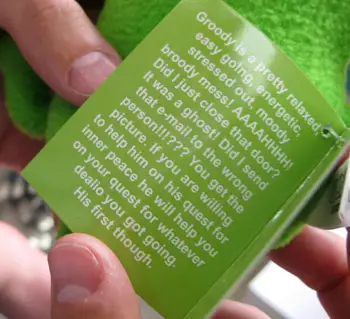 Groody is a pretty relaxed,
easy going, energetic,
stressed out, moody
broody mess! AAAAHHHH
Did I just close that door?
It was a ghost! Did I send
that e-mail to the wrong
person!!!??? You get the
picture. If you are willing
to help him on his quest for
inner peace he will help you
on your quest for whatever
dealio you got going.
His first though.